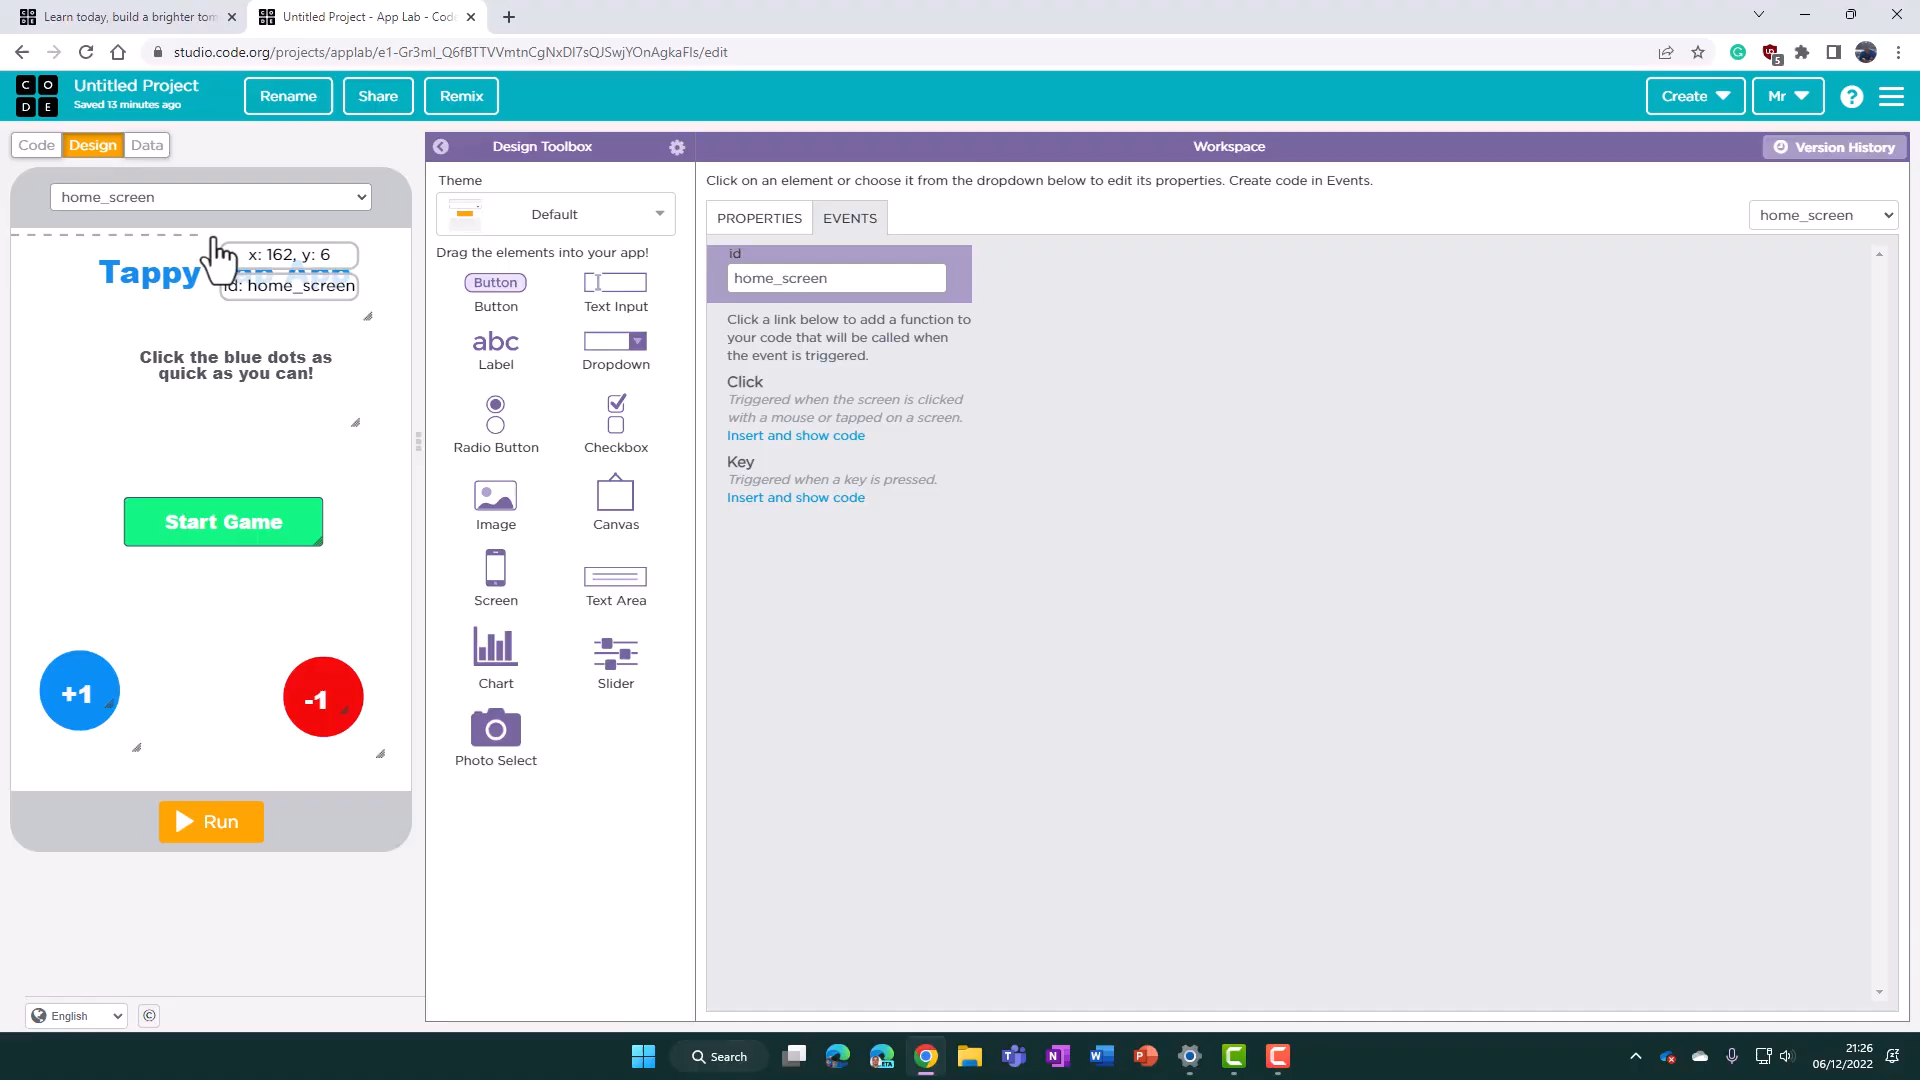 Learn today, build a brighter tom
Untitled Project - App Lab - Code
studio.code.org/projects/applab/e1-Gr3ml_Q6fBTTVVmtnCgNxDl7sQJSwjYOnAgkaFIs/edit
5
C O
D E
Untitled Project
Saved 13 minutes ago
Rename
Share
Remix
Create
Mr
?
Code
Design
Data
home_screen
x: 162, y: 6
id: home_screen
Tappy
App
Click the blue dots as
quick as you can!
Start Game
+1
-1
Run
English
©
Design Toolbox
Theme
Default
Drag the elements into your app!
Button
Button
Text Input
abc
Label
Dropdown
Radio Button
Checkbox
Image
Canvas
Screen
Text Area
Chart
Slider
Photo Select
Workspace
Version History
Click on an element or choose it from the dropdown below to edit its properties. Create code in Events.
PROPERTIES
EVENTS
home_screen
id
home_screen
Click a link below to add a function to
your code that will be called when
the event is triggered.
Click
Triggered when the screen is clicked
with a mouse or tapped on a screen.
Insert and show code
Key
Triggered when a key is pressed.
Insert and show code
Search
21:26
06/12/2022